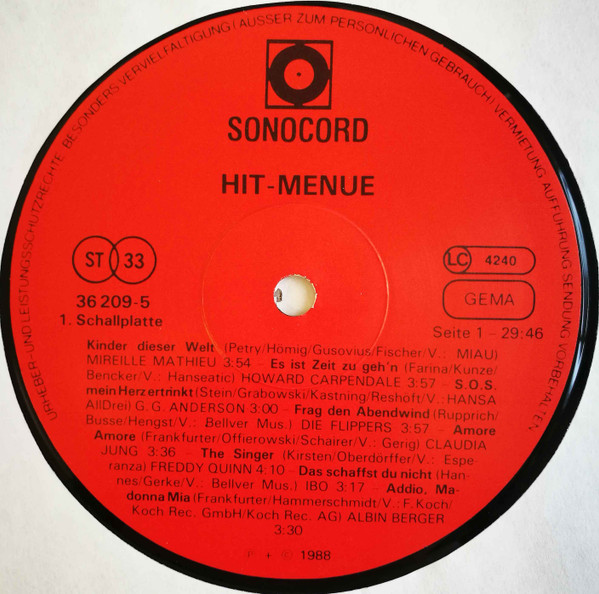 URHEBER-UND LEISTUNGSSCHUTZRECHTE BESONDERS VERVIELFÄLTIGUNG (AUSSER ZUM PERSÖNLICHEN GEBRAUCH) VERMIETUNG AUFFÜHRUNG SENDUNG VORBEHALTEN
SONOCORD
HIT-MENUE
ST 33
LC 4240
36 209-5
GEMA
1. Schallplatte
Seite 1 – 29:46
Kinder dieser Welt (Petry/Hömig/Gusovius/Fischer/V.: MIAU)
MIREILLE MATHIEU 3:54 – Es ist Zeit zu geh'n (Farina/Kunze/
Bencker/V.: Hanseatic) HOWARD CARPENDALE 3:57 – S.O.S.
mein Herz ertrinkt (Stein/Grabowski/Kastning/Reshöft/V.: HANSA
AllDrei) G. G. ANDERSON 3:00 – Frag den Abendwind (Rupprich/
Busse/Hengst/V.: Bellver Mus.) DIE FLIPPERS 3:57 – Amore
Amore (Frankfurter/Offierowski/Schairer/V.: Gerig) CLAUDIA
JUNG 3:36 – The Singer (Kirsten/Oberdörffer/V.: Espe-
ranza) FREDDY QUINN 4:10 – Das schaffst du nicht (Han-
nes/Gerke/V.: Bellver Mus.) IBO 3:17 – Addio, Ma-
donna Mia (Frankfurter/Hammerschmidt/V.: F. Koch/
Koch Rec. GmbH/Koch Rec. AG) ALBIN BERGER
3:30
P + © 1988